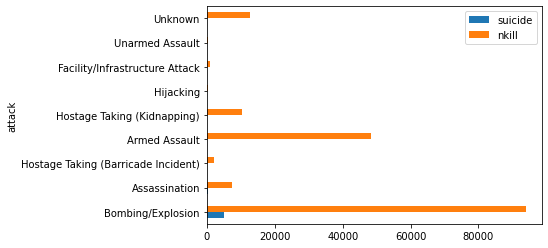 Unknown
Unarmed Assault
Facility/Infrastructure Attack
Hijacking
Hostage Taking (Kidnapping)
Armed Assault
Hostage Taking (Barricade Incident)
Assassination
Bombing/Explosion
attack
suicide
nkill
0 20000 40000 60000 80000